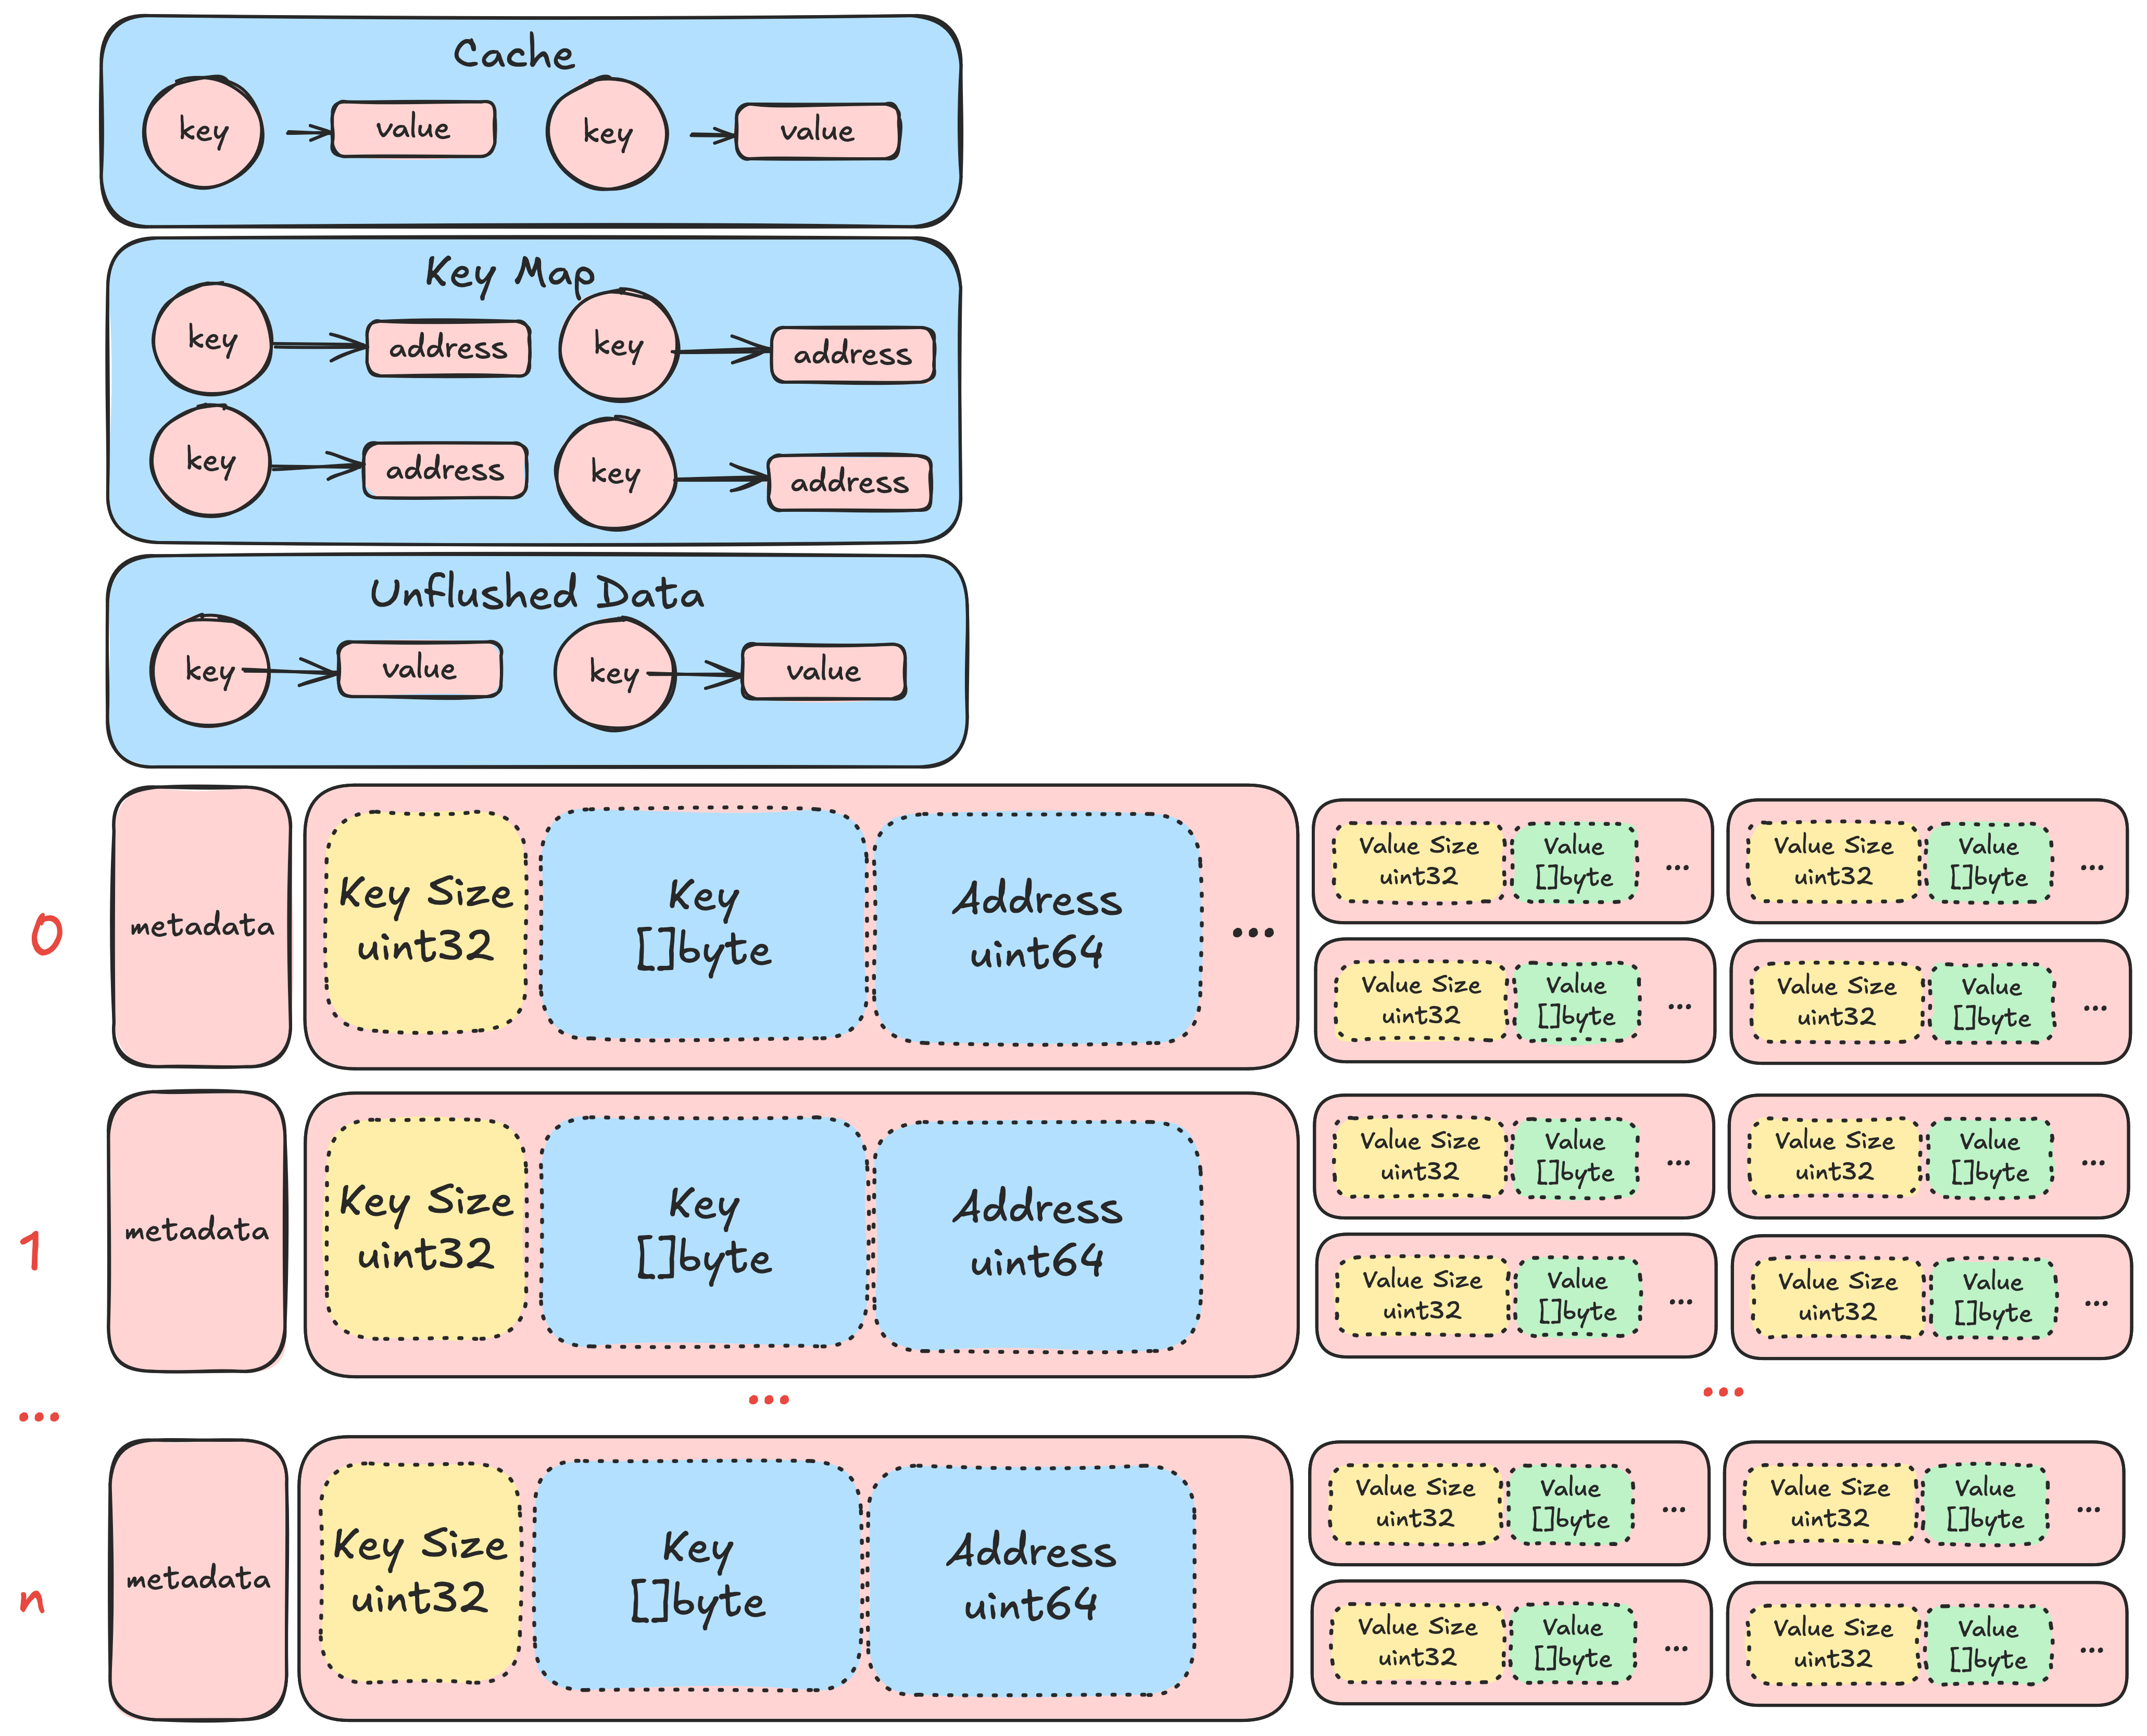 Cache
key
value
key
value
Key Map
key
address
key
address
key
address
key
address
Unflushed Data
key
value
key
value
0
metadata
Key Size
uint32
Key
[]byte
Address
uint64
...
Value Size
uint32
Value
[]byte
...
Value Size
uint32
Value
[]byte
...
Value Size
uint32
Value
[]byte
...
Value Size
uint32
Value
[]byte
...
1
metadata
Key Size
uint32
Key
[]byte
Address
uint64
Value Size
uint32
Value
[]byte
...
Value Size
uint32
Value
[]byte
...
Value Size
uint32
Value
[]byte
...
Value Size
uint32
Value
[]byte
...
...
...
...
n
metadata
Key Size
uint32
Key
[]byte
Address
uint64
Value Size
uint32
Value
[]byte
...
Value Size
uint32
Value
[]byte
...
Value Size
uint32
Value
[]byte
...
Value Size
uint32
Value
[]byte
...